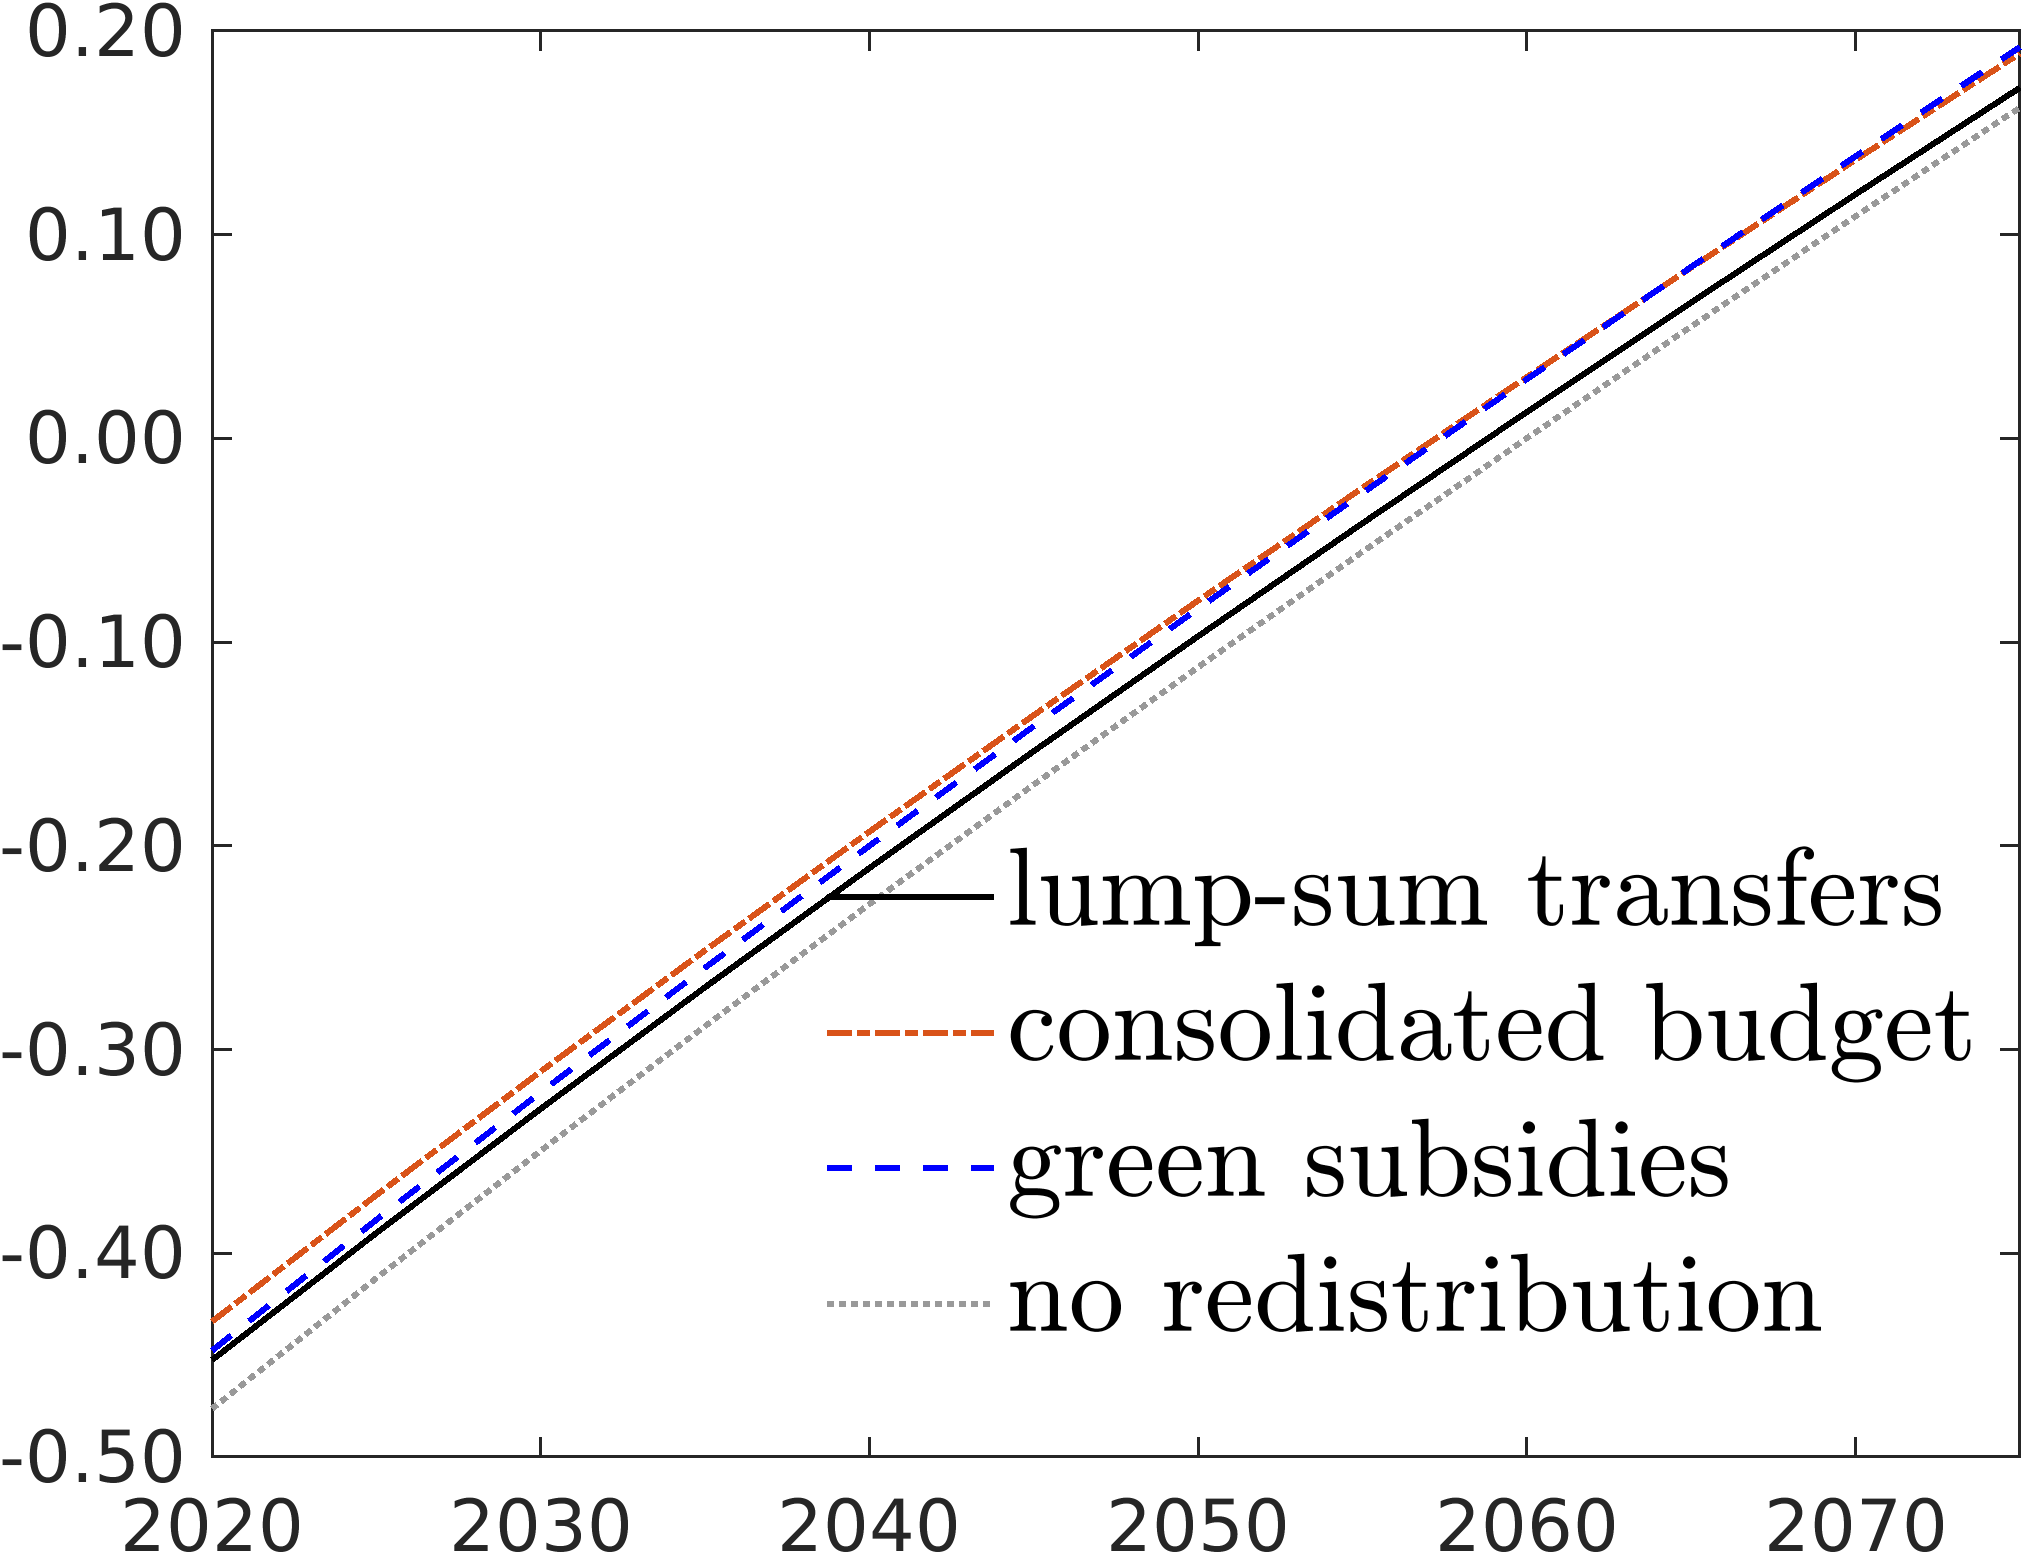 0.20
0.10
0.00
-0.10
-0.20
-0.30
-0.40
-0.50
2020 2030 2040 2050 2060 2070
lump-sum transfers
consolidated budget
green subsidies
no redistribution